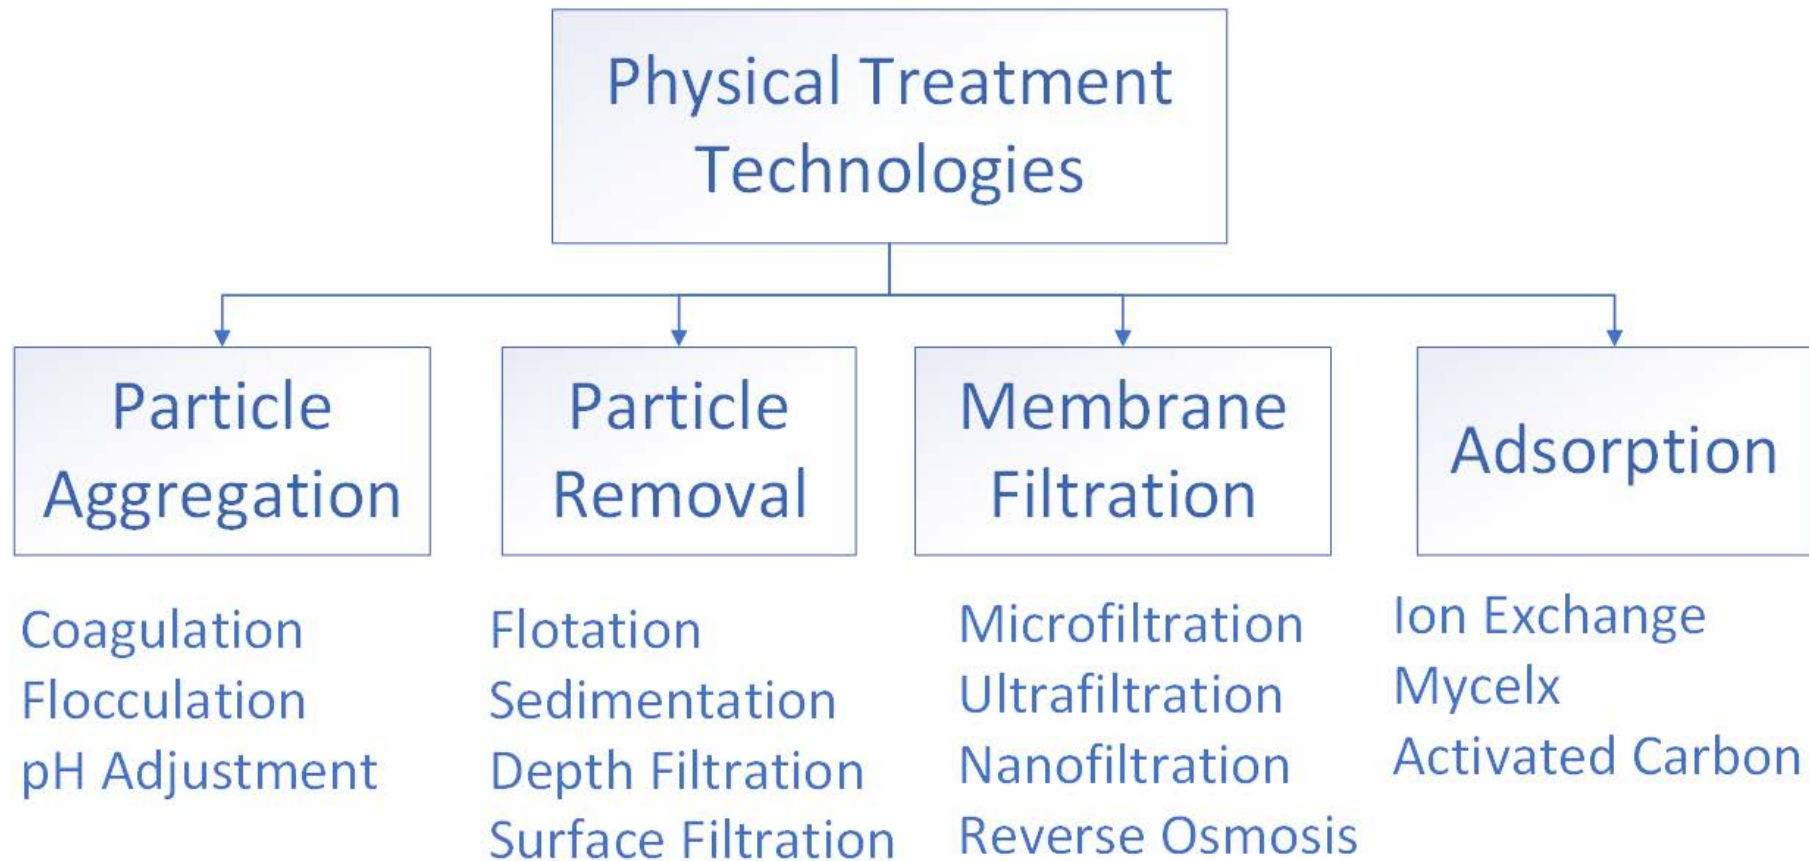 Physical Treatment
Technologies
Particle
Aggregation
Particle
Removal
Membrane
Filtration
Adsorption
Coagulation
Flocculation
pH Adjustment
Flotation
Sedimentation
Depth Filtration
Surface Filtration
Microfiltration
Ultrafiltration
Nanofiltration
Reverse Osmosis
Ion Exchange
Mycelx
Activated Carbon